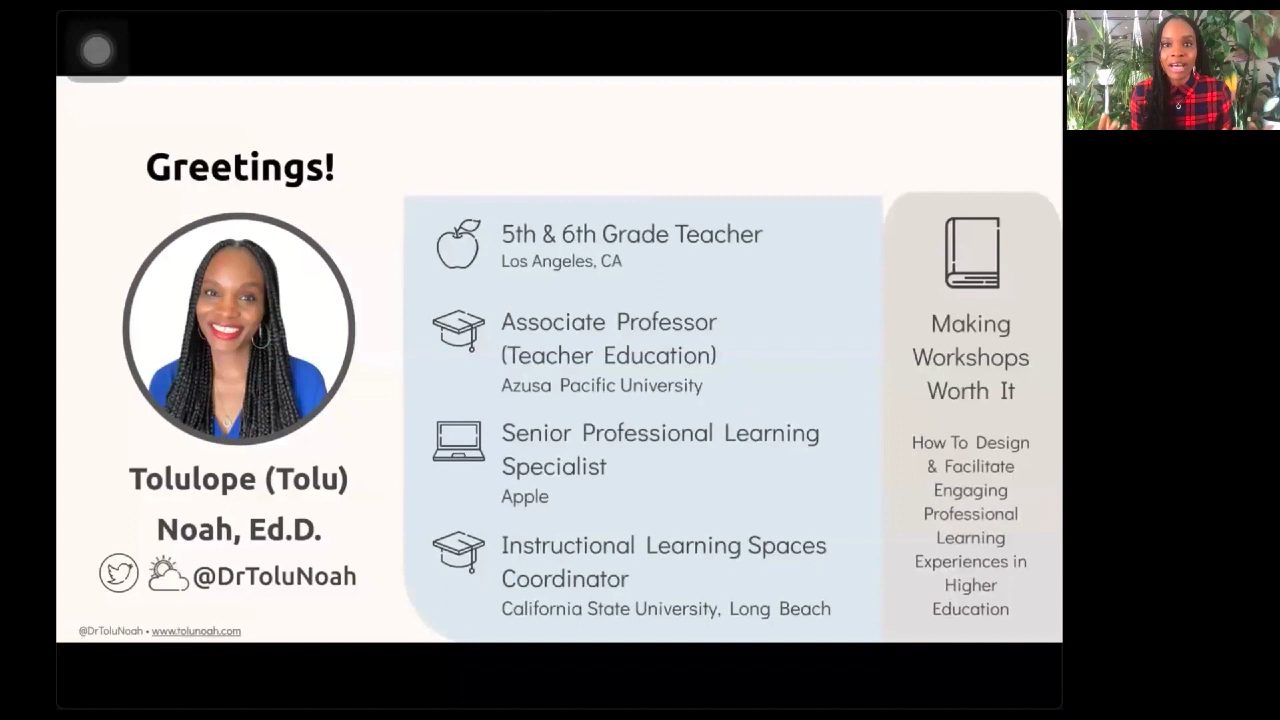 Greetings!
Tolulope (Tolu)
Noah, Ed.D.
@DrToluNoah
@DrToluNoah • www.tolunoah.com
5th & 6th Grade Teacher
Los Angeles, CA
Associate Professor
(Teacher Education)
Azusa Pacific University
Senior Professional Learning
Specialist
Apple
Instructional Learning Spaces
Coordinator
California State University, Long Beach
Making
Workshops
Worth It
How To Design
& Facilitate
Engaging
Professional
Learning
Experiences in
Higher
Education